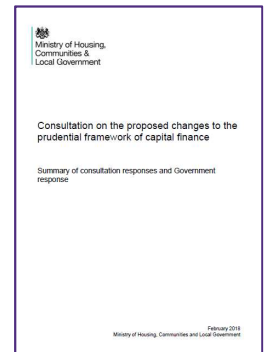 Ministry of Housing,
Communities &
Local Government
Consultation on the proposed changes to the
prudential framework of capital finance
Summary of consultation responses and Government
response
February 2018
Ministry of Housing, Communities and Local Government